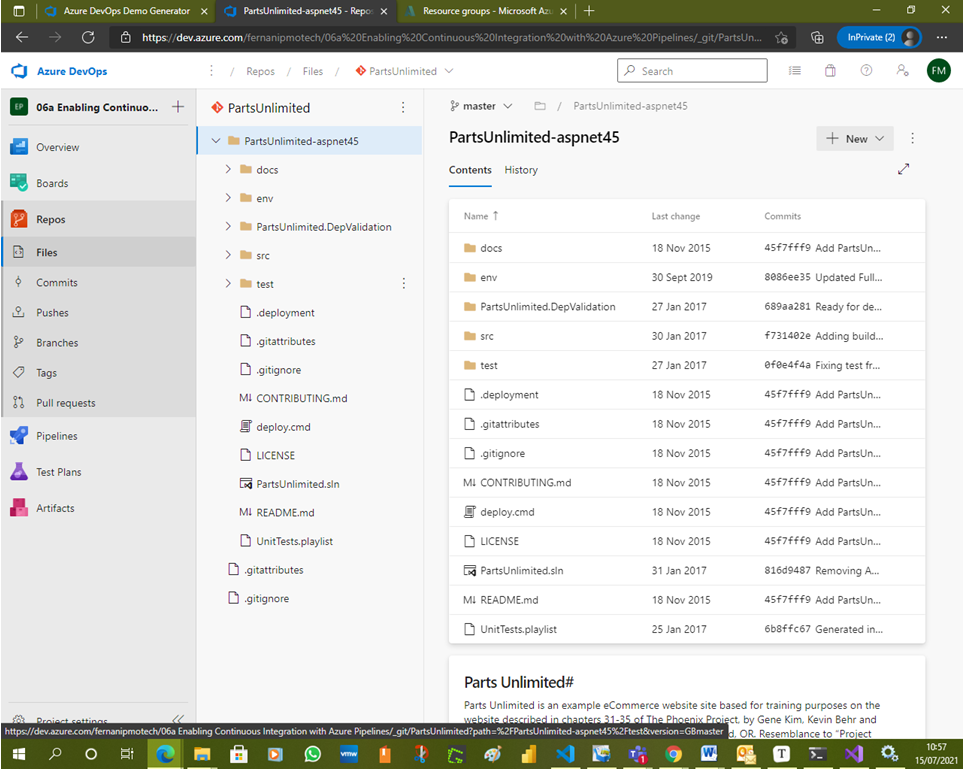 Azure DevOps Demo Generator
PartsUnlimited-aspnet45 - Repos
Resource groups - Microsoft Azu
https://dev.azure.com/fernanipmotech/06a%20Enabling%20Continuous%20Integration%20with%20Azure%20Pipelines/_git/PartsUn...
InPrivate (2)
Azure DevOps
/ Repos / Files / PartsUnlimited
Search
FM
EP
06a Enabling Continuo...
Overview
Boards
Repos
Files
Commits
Pushes
Branches
Tags
Pull requests
Pipelines
Test Plans
Artifacts
Project settings
PartsUnlimited
PartsUnlimited-aspnet45
docs
env
PartsUnlimited.DepValidation
src
test
.deployment
.gitattributes
.gitignore
M↓ CONTRIBUTING.md
deploy.cmd
LICENSE
PartsUnlimited.sln
M↓ README.md
UnitTests.playlist
.gitattributes
.gitignore
master / PartsUnlimited-aspnet45
PartsUnlimited-aspnet45
New
Contents History
Name ↑ Last change Commits
docs 18 Nov 2015 45f7fff9 Add PartsUn...
env 30 Sept 2019 8086ee35 Updated Full...
PartsUnlimited.DepValidation 27 Jan 2017 689aa281 Ready for de...
src 30 Jan 2017 f731402e Adding build...
test 27 Jan 2017 0f0e4f4a Fixing test fr...
.deployment 18 Nov 2015 45f7fff9 Add PartsUn...
.gitattributes 18 Nov 2015 45f7fff9 Add PartsUn...
.gitignore 18 Nov 2015 45f7fff9 Add PartsUn...
M↓ CONTRIBUTING.md 18 Nov 2015 45f7fff9 Add PartsUn...
deploy.cmd 18 Nov 2015 45f7fff9 Add PartsUn...
LICENSE 18 Nov 2015 45f7fff9 Add PartsUn...
PartsUnlimited.sln 31 Jan 2017 816d9487 Removing A...
M↓ README.md 18 Nov 2015 45f7fff9 Add PartsUn...
UnitTests.playlist 25 Jan 2017 6b8ffc67 Generated in...
Parts Unlimited#
Parts Unlimited is an example eCommerce website site based for training purposes on the
website described in chapters 31-35 of The Phoenix Project, by Gene Kim, Kevin Behr and
OR. Resemblance to "Project
https://dev.azure.com/fernanipmotech/06a Enabling Continuous Integration with Azure Pipelines/_git/PartsUnlimited?path=%2FPartsUnlimited-aspnet45%2Ftest&version=GBmaster
vmw
T
10:57
15/07/2021